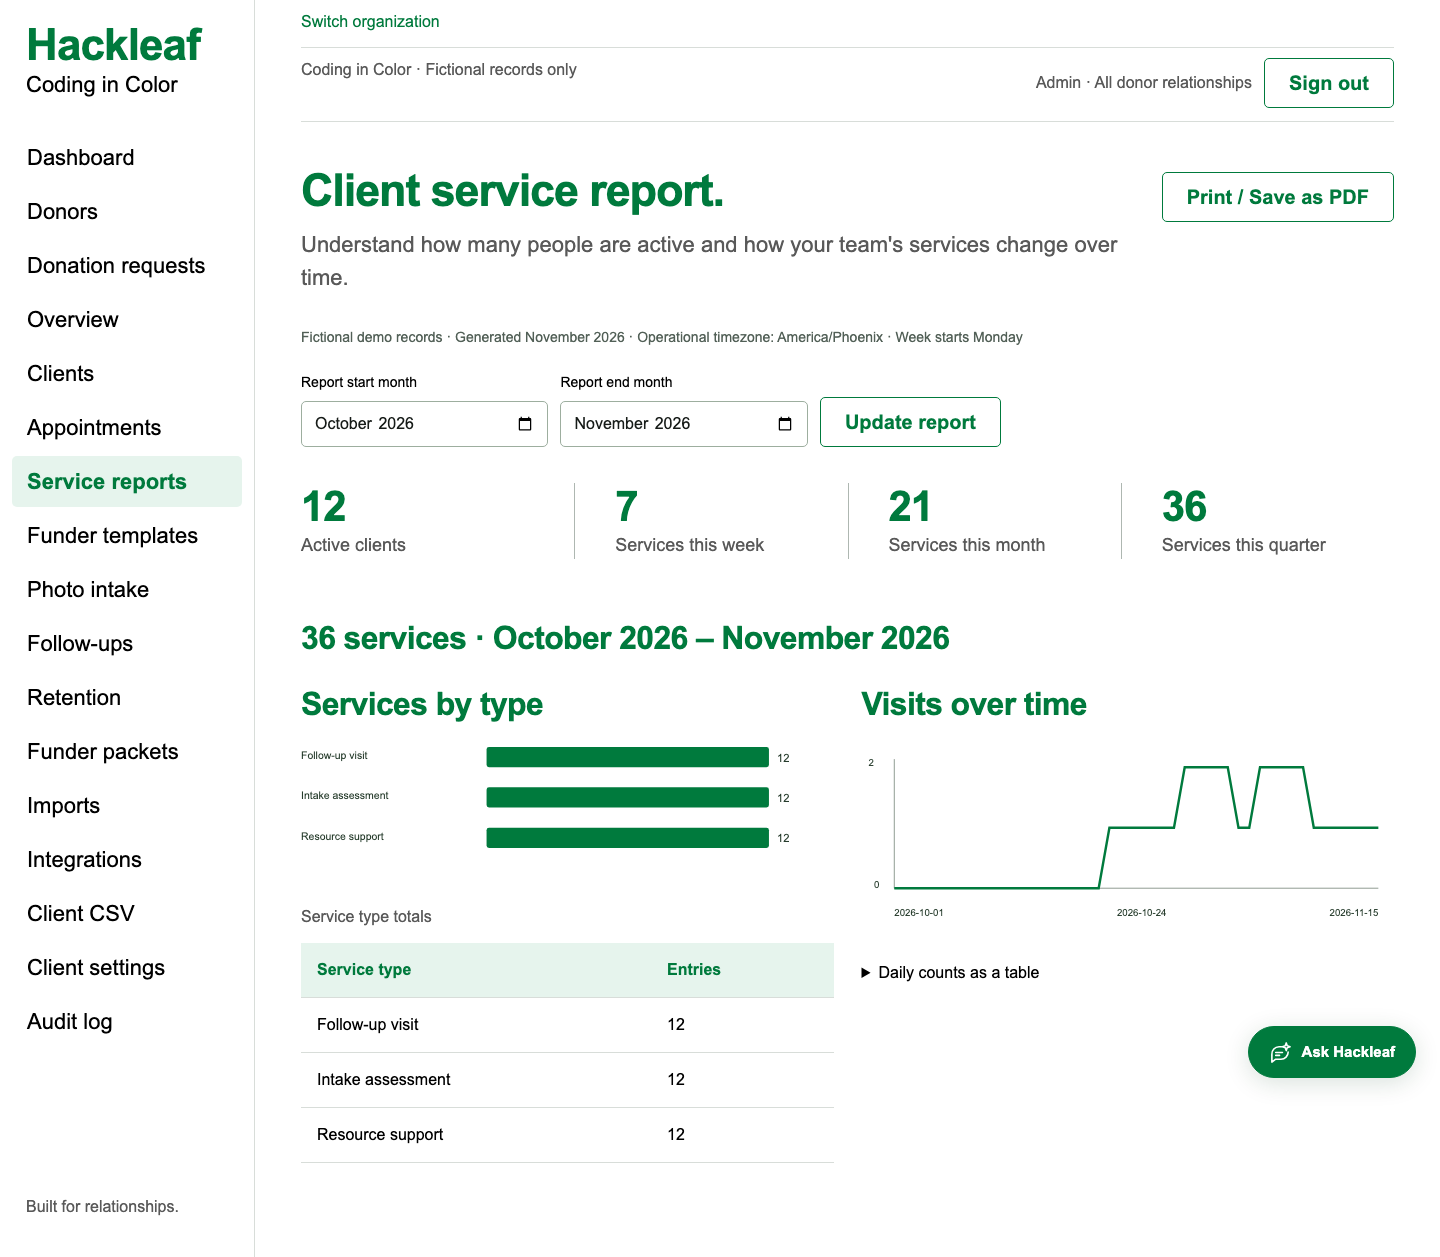 Hackleaf
Coding in Color
Dashboard
Donors
Donation requests
Overview
Clients
Appointments
Service reports
Funder templates
Photo intake
Follow-ups
Retention
Funder packets
Imports
Integrations
Client CSV
Client settings
Audit log
Built for relationships.
Switch organization
Coding in Color · Fictional records only
Admin · All donor relationships
Sign out
Client service report.
Print / Save as PDF
Understand how many people are active and how your team's services change over
time.
Fictional demo records · Generated November 2026 · Operational timezone: America/Phoenix · Week starts Monday
Report start month
Report end month
October 2026
November 2026
Update report
12
Active clients
7
Services this week
21
Services this month
36
Services this quarter
36 services · October 2026 – November 2026
Services by type
Follow-up visit
12
Intake assessment
12
Resource support
12
Service type totals
Service type Entries
Follow-up visit 12
Intake assessment 12
Resource support 12
Visits over time
2
0
2026-10-01 2026-10-24 2026-11-15
Daily counts as a table
Ask Hackleaf